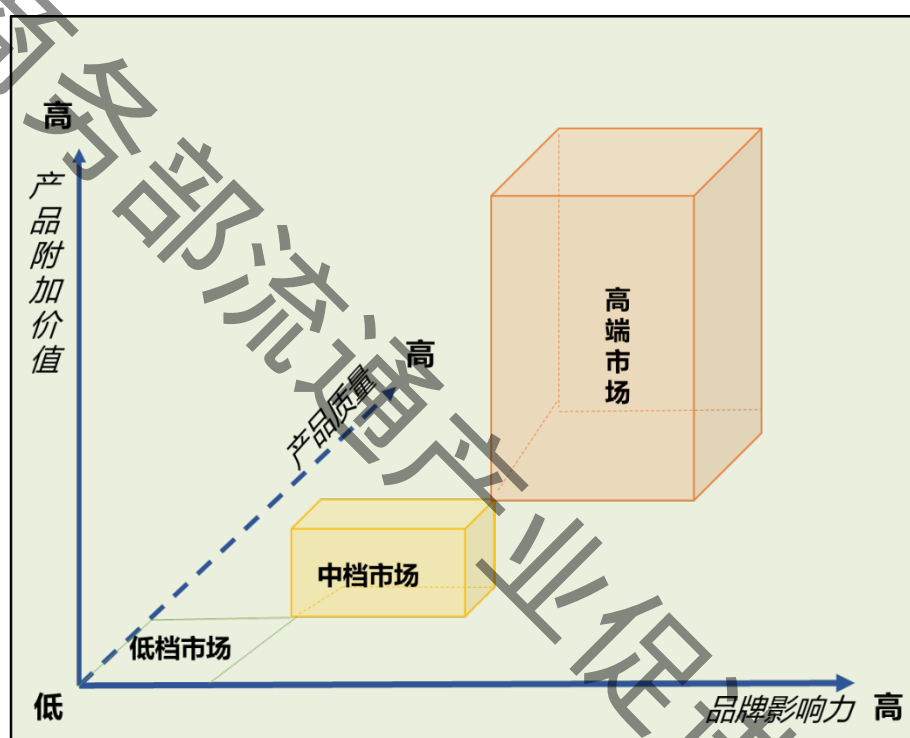 高
产品附加价值
高
产品质量
高端市场
中档市场
低档市场
低
品牌影响力
高
商务部流通产业促进